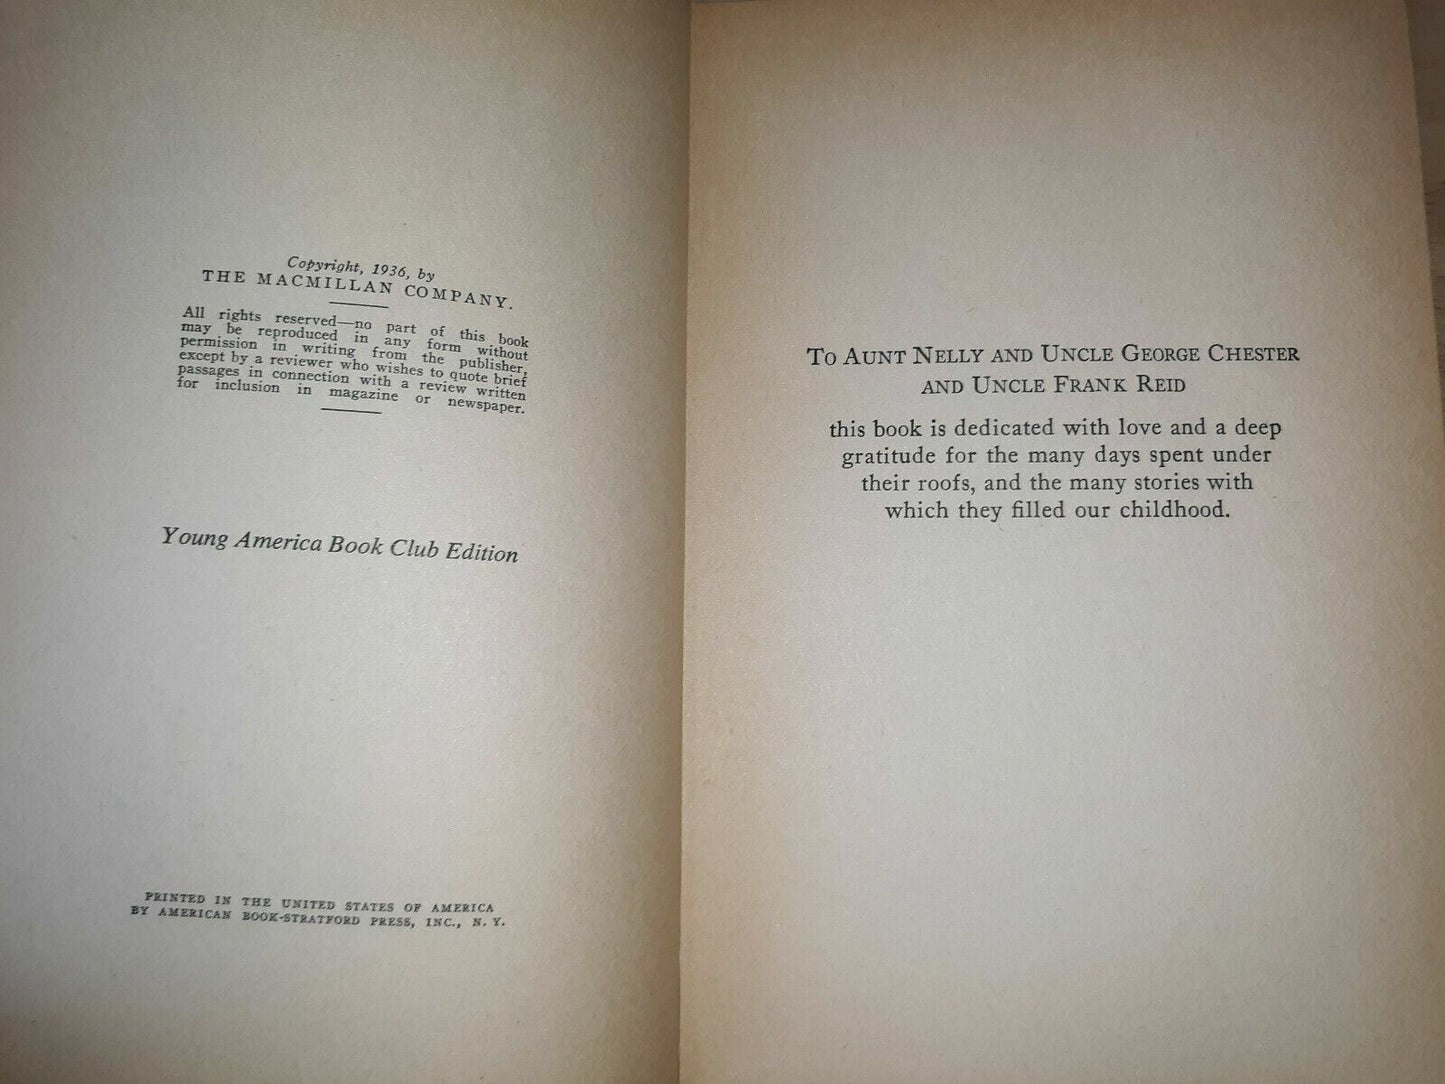 Copyright, 1936, by
THE MACMILLAN COMPANY.
All rights reserved—no part of this book
may be reproduced in any form without
permission in writing from the publisher,
except by a reviewer who wishes to quote brief
passages in connection with a review written
for inclusion in magazine or newspaper.
Young America Book Club Edition
PRINTED IN THE UNITED STATES OF AMERICA
BY AMERICAN BOOK-STRATFORD PRESS, INC., N. Y.
TO AUNT NELLY AND UNCLE GEORGE CHESTER
AND UNCLE FRANK REID
this book is dedicated with love and a deep
gratitude for the many days spent under
their roofs, and the many stories with
which they filled our childhood.